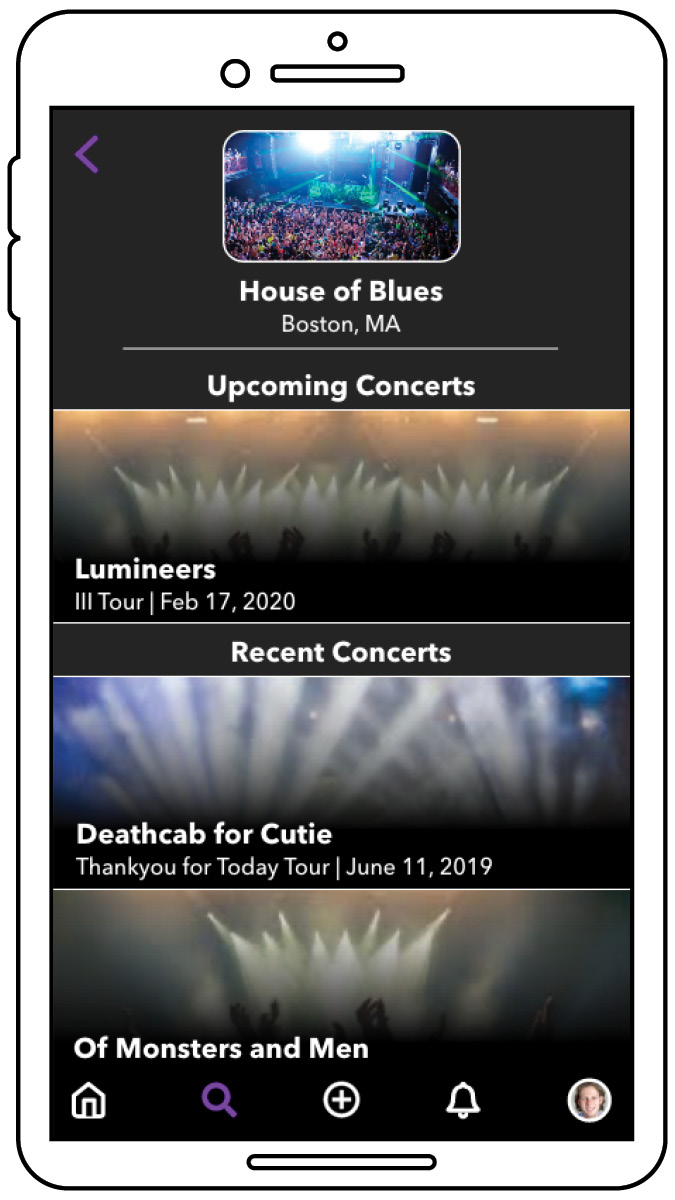 House of Blues
Boston, MA
Upcoming Concerts
Lumineers
III Tour | Feb 17, 2020
Recent Concerts
Deathcab for Cutie
Thankyou for Today Tour | June 11, 2019
Of Monsters and Men